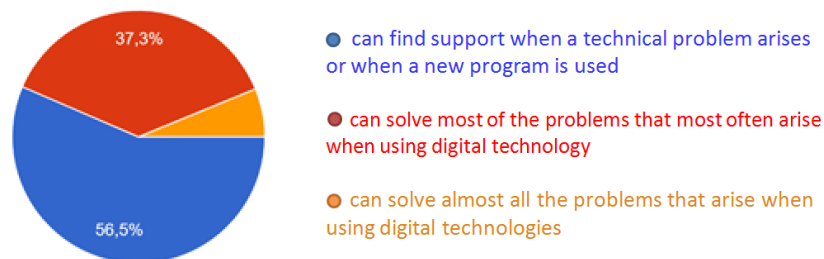 37,3%
56,5%
can find support when a technical problem arises
or when a new program is used
can solve most of the problems that most often arise
when using digital technology
can solve almost all the problems that arise when
using digital technologies